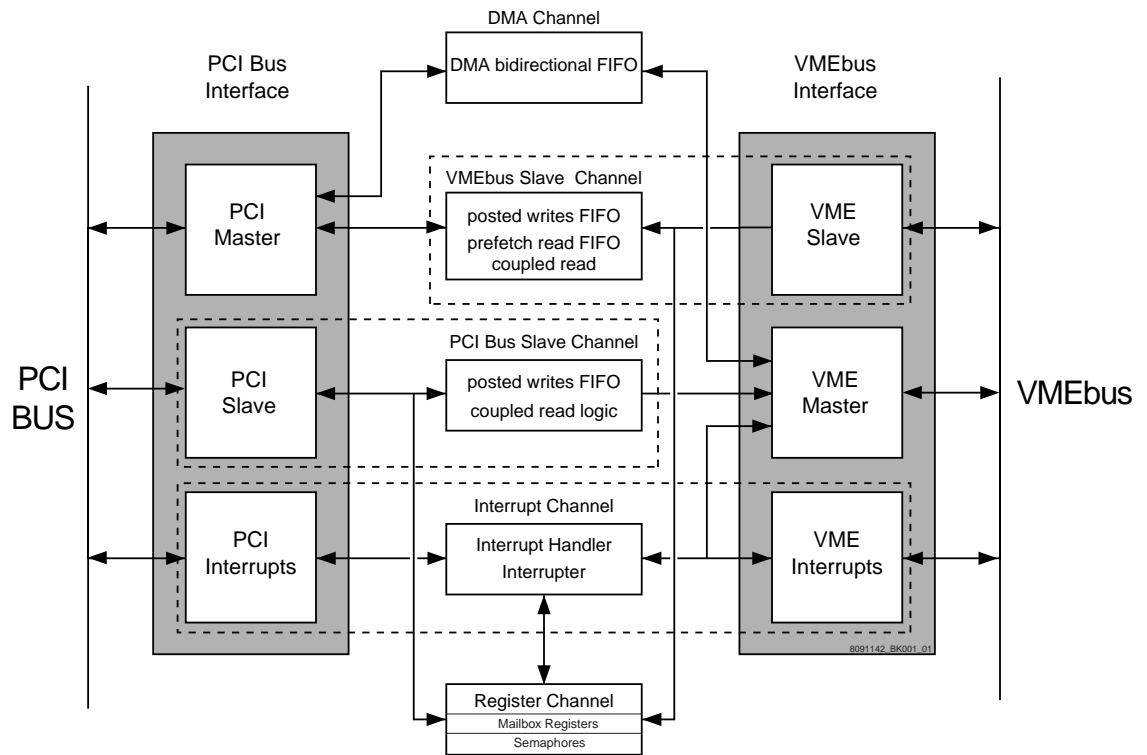 DMA Channel
DMA bidirectional FIFO
PCI Bus
Interface
VMEbus
Interface
PCI
Master
VMEbus Slave Channel
posted writes FIFO
prefetch read FIFO
coupled read
VME
Slave
PCI
BUS
PCI
Slave
PCI Bus Slave Channel
posted writes FIFO
coupled read logic
VME
Master
VMEbus
PCI
Interrupts
Interrupt Channel
Interrupt Handler
Interrupter
VME
Interrupts
8091142_BK001_01
Register Channel
Mailbox Registers
Semaphores